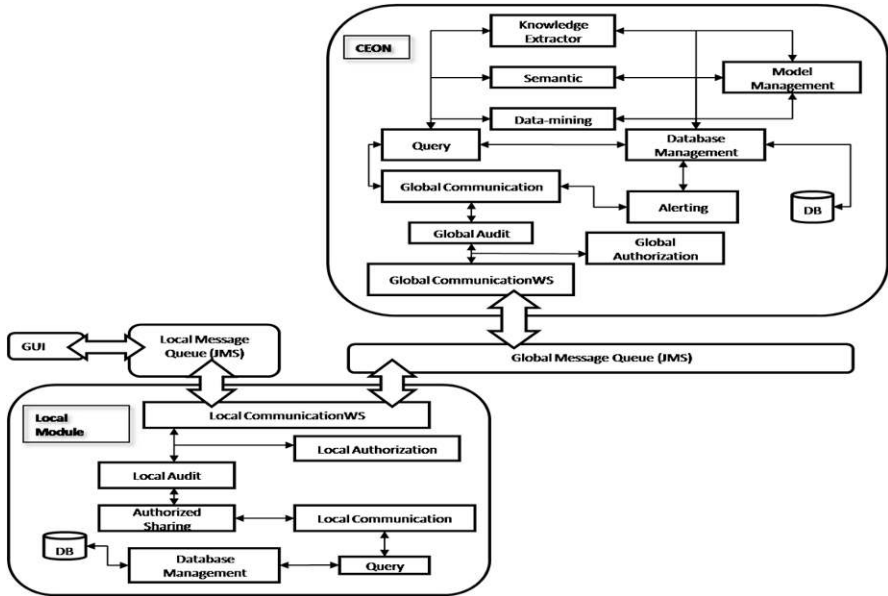 Knowledge
Extractor
CEON
Semantic
Model
Management
Data-mining
Query
Database
Management
Global Communication
Alerting
DB
Global Audit
Global
Authorization
Global CommunicationWS
GUI
Local Message
Queue (JMS)
Global Message Queue (JMS)
Local
Module
Local CommunicationWS
Local Authorization
Local Audit
Authorized
Sharing
Local Communication
DB
Database
Management
Query